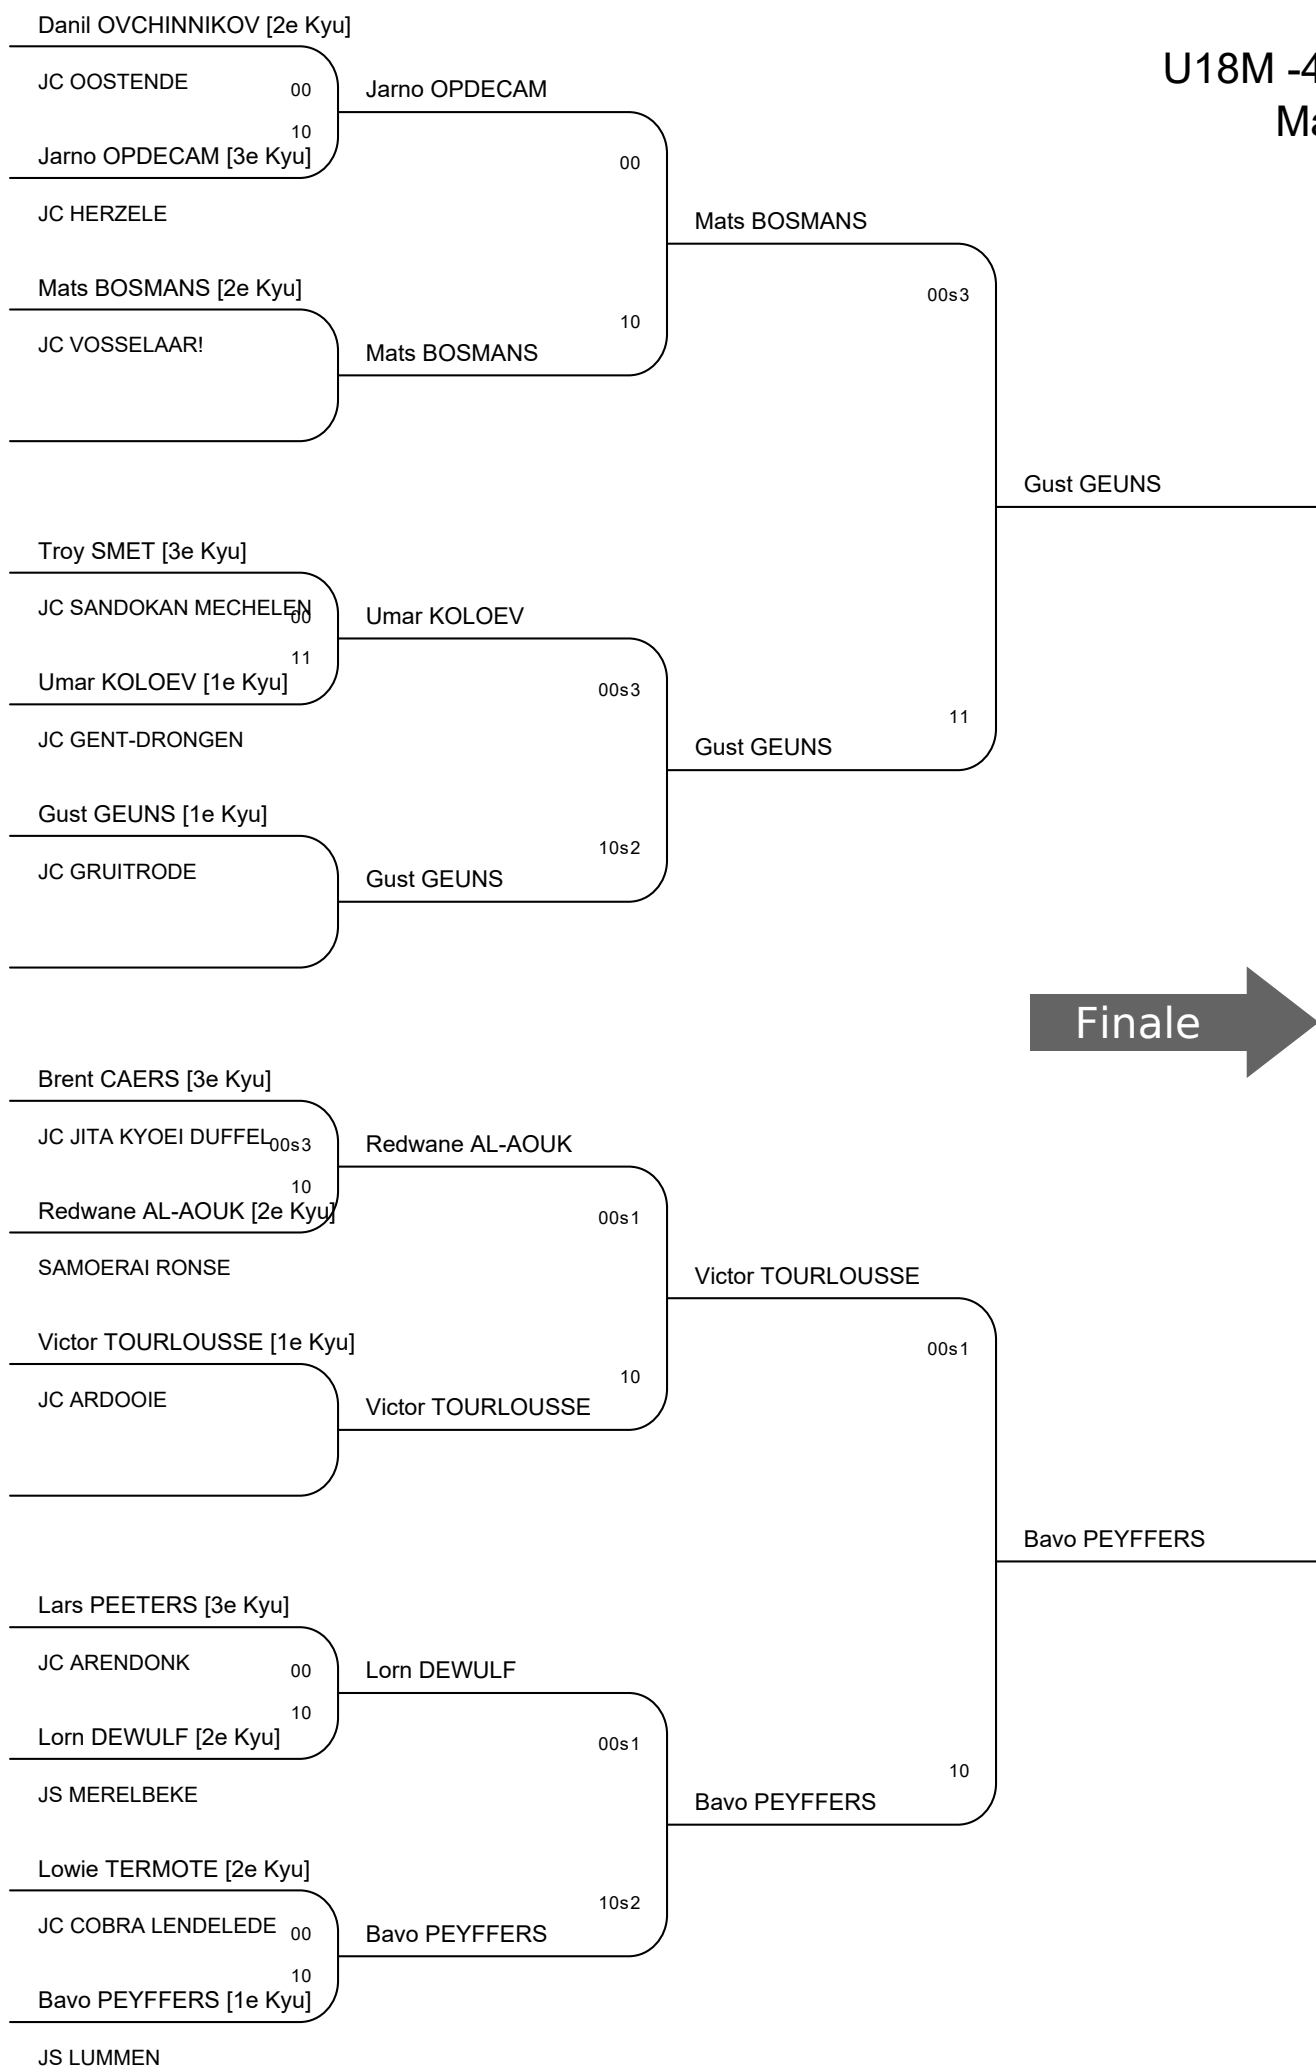 Danil OVCHINNIKOV [2e Kyu]
JC OOSTENDE
00
10
Jarno OPDECAM [3e Kyu]
JC HERZELE
Mats BOSMANS [2e Kyu]
JC VOSSELAAR!
Troy SMET [3e Kyu]
JC SANDOKAN MECHELEN
00
11
Umar KOLOEV [1e Kyu]
JC GENT-DRONGEN
Gust GEUNS [1e Kyu]
JC GRUITRODE
Brent CAERS [3e Kyu]
JC JITA KYOEI DUFFEL
00s3
10
Redwane AL-AOUK [2e Kyu]
SAMOERAI RONSE
Victor TOURLOUSSE [1e Kyu]
JC ARDOOIE
Lars PEETERS [3e Kyu]
JC ARENDONK
00
10
Lorn DEWULF [2e Kyu]
JS MERELBEKE
Lowie TERMOTE [2e Kyu]
JC COBRA LENDELEDE
00
10
Bavo PEYFFERS [1e Kyu]
JS LUMMEN
Jarno OPDECAM
00
10
Mats BOSMANS
Umar KOLOEV
00s3
10s2
Gust GEUNS
Redwane AL-AOUK
00s1
10
Victor TOURLOUSSE
Lorn DEWULF
00s1
10s2
Bavo PEYFFERS
Mats BOSMANS
00s3
11
Gust GEUNS
Victor TOURLOUSSE
00s1
10
Bavo PEYFFERS
U18M -4
Ma
Gust GEUNS
Finale
Bavo PEYFFERS